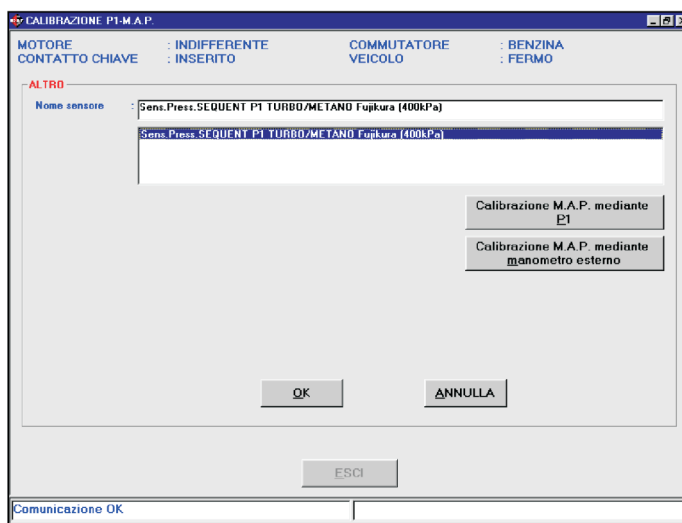 CALIBRAZIONE P1-M.A.P.
MOTORE : INDIFFERENTE COMMUTATORE : BENZINA
CONTATTO CHIAVE : INSERITO VEICOLO : FERMO
ALTRO
Nome sensore : Sens.Press.SEQUENT P1 TURBO/METANO Fujikura (400kPa)
Sens.Press.SEQUENT P1 TURBO/METANO Fujikura (400kPa)
Calibrazione M.A.P. mediante
P1
Calibrazione M.A.P. mediante
manometro esterno
OK ANNULLA
ESCI
Comunicazione OK